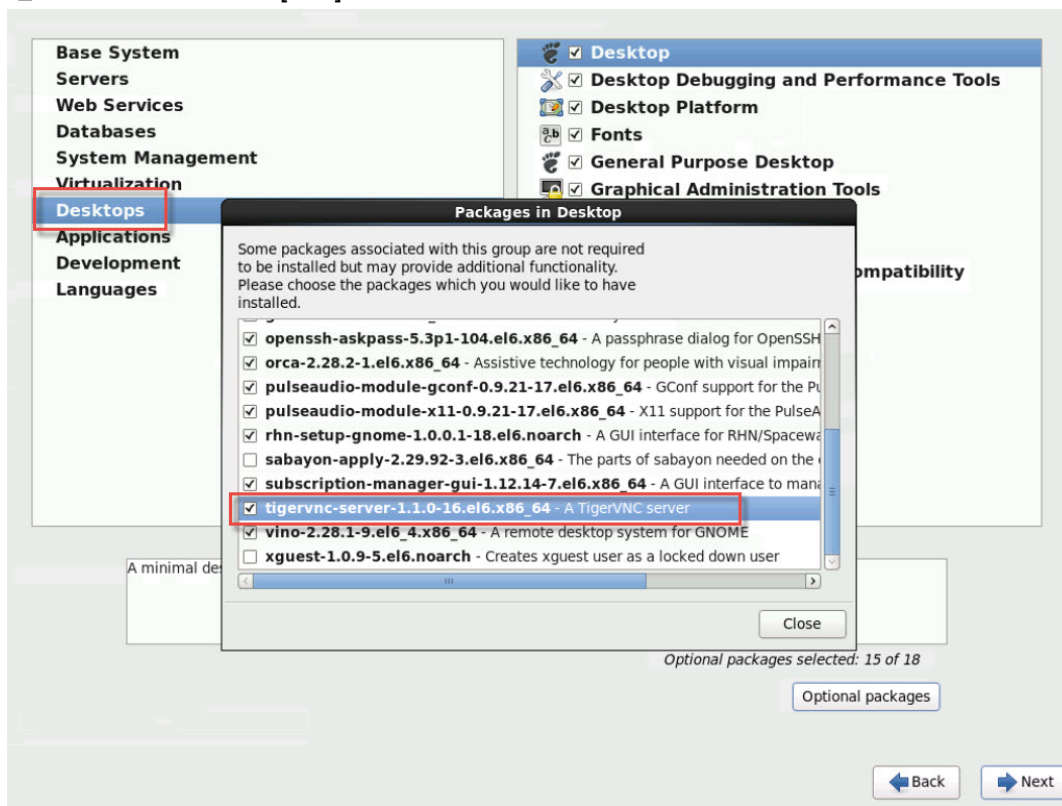 Base System
Servers
Web Services
Databases
System Management
Virtualization
Desktops
Applications
Development
Languages
Desktop
Desktop Debugging and Performance Tools
Desktop Platform
Fonts
General Purpose Desktop
Graphical Administration Tools
ompatibility
Packages in Desktop
Some packages associated with this group are not required
to be installed but may provide additional functionality.
Please choose the packages which you would like to have
installed.
openssh-askpass-5.3p1-104.el6.x86_64 - A passphrase dialog for OpenSSH
orca-2.28.2-1.el6.x86_64 - Assistive technology for people with visual impair
pulseaudio-module-gconf-0.9.21-17.el6.x86_64 - GConf support for the Pu
pulseaudio-module-x11-0.9.21-17.el6.x86_64 - X11 support for the PulseA
rhn-setup-gnome-1.0.0.1-18.el6.noarch - A GUI interface for RHN/Spacewa
sabayon-apply-2.29.92-3.el6.x86_64 - The parts of sabayon needed on the
subscription-manager-gui-1.12.14-7.el6.x86_64 - A GUI interface to mana
tigervnc-server-1.1.0-16.el6.x86_64 - A TigerVNC server
vino-2.28.1-9.el6_4.x86_64 - A remote desktop system for GNOME
xguest-1.0.9-5.el6.noarch - Creates xguest user as a locked down user
Close
A minimal des
Optional packages selected: 15 of 18
Optional packages
Back
Next